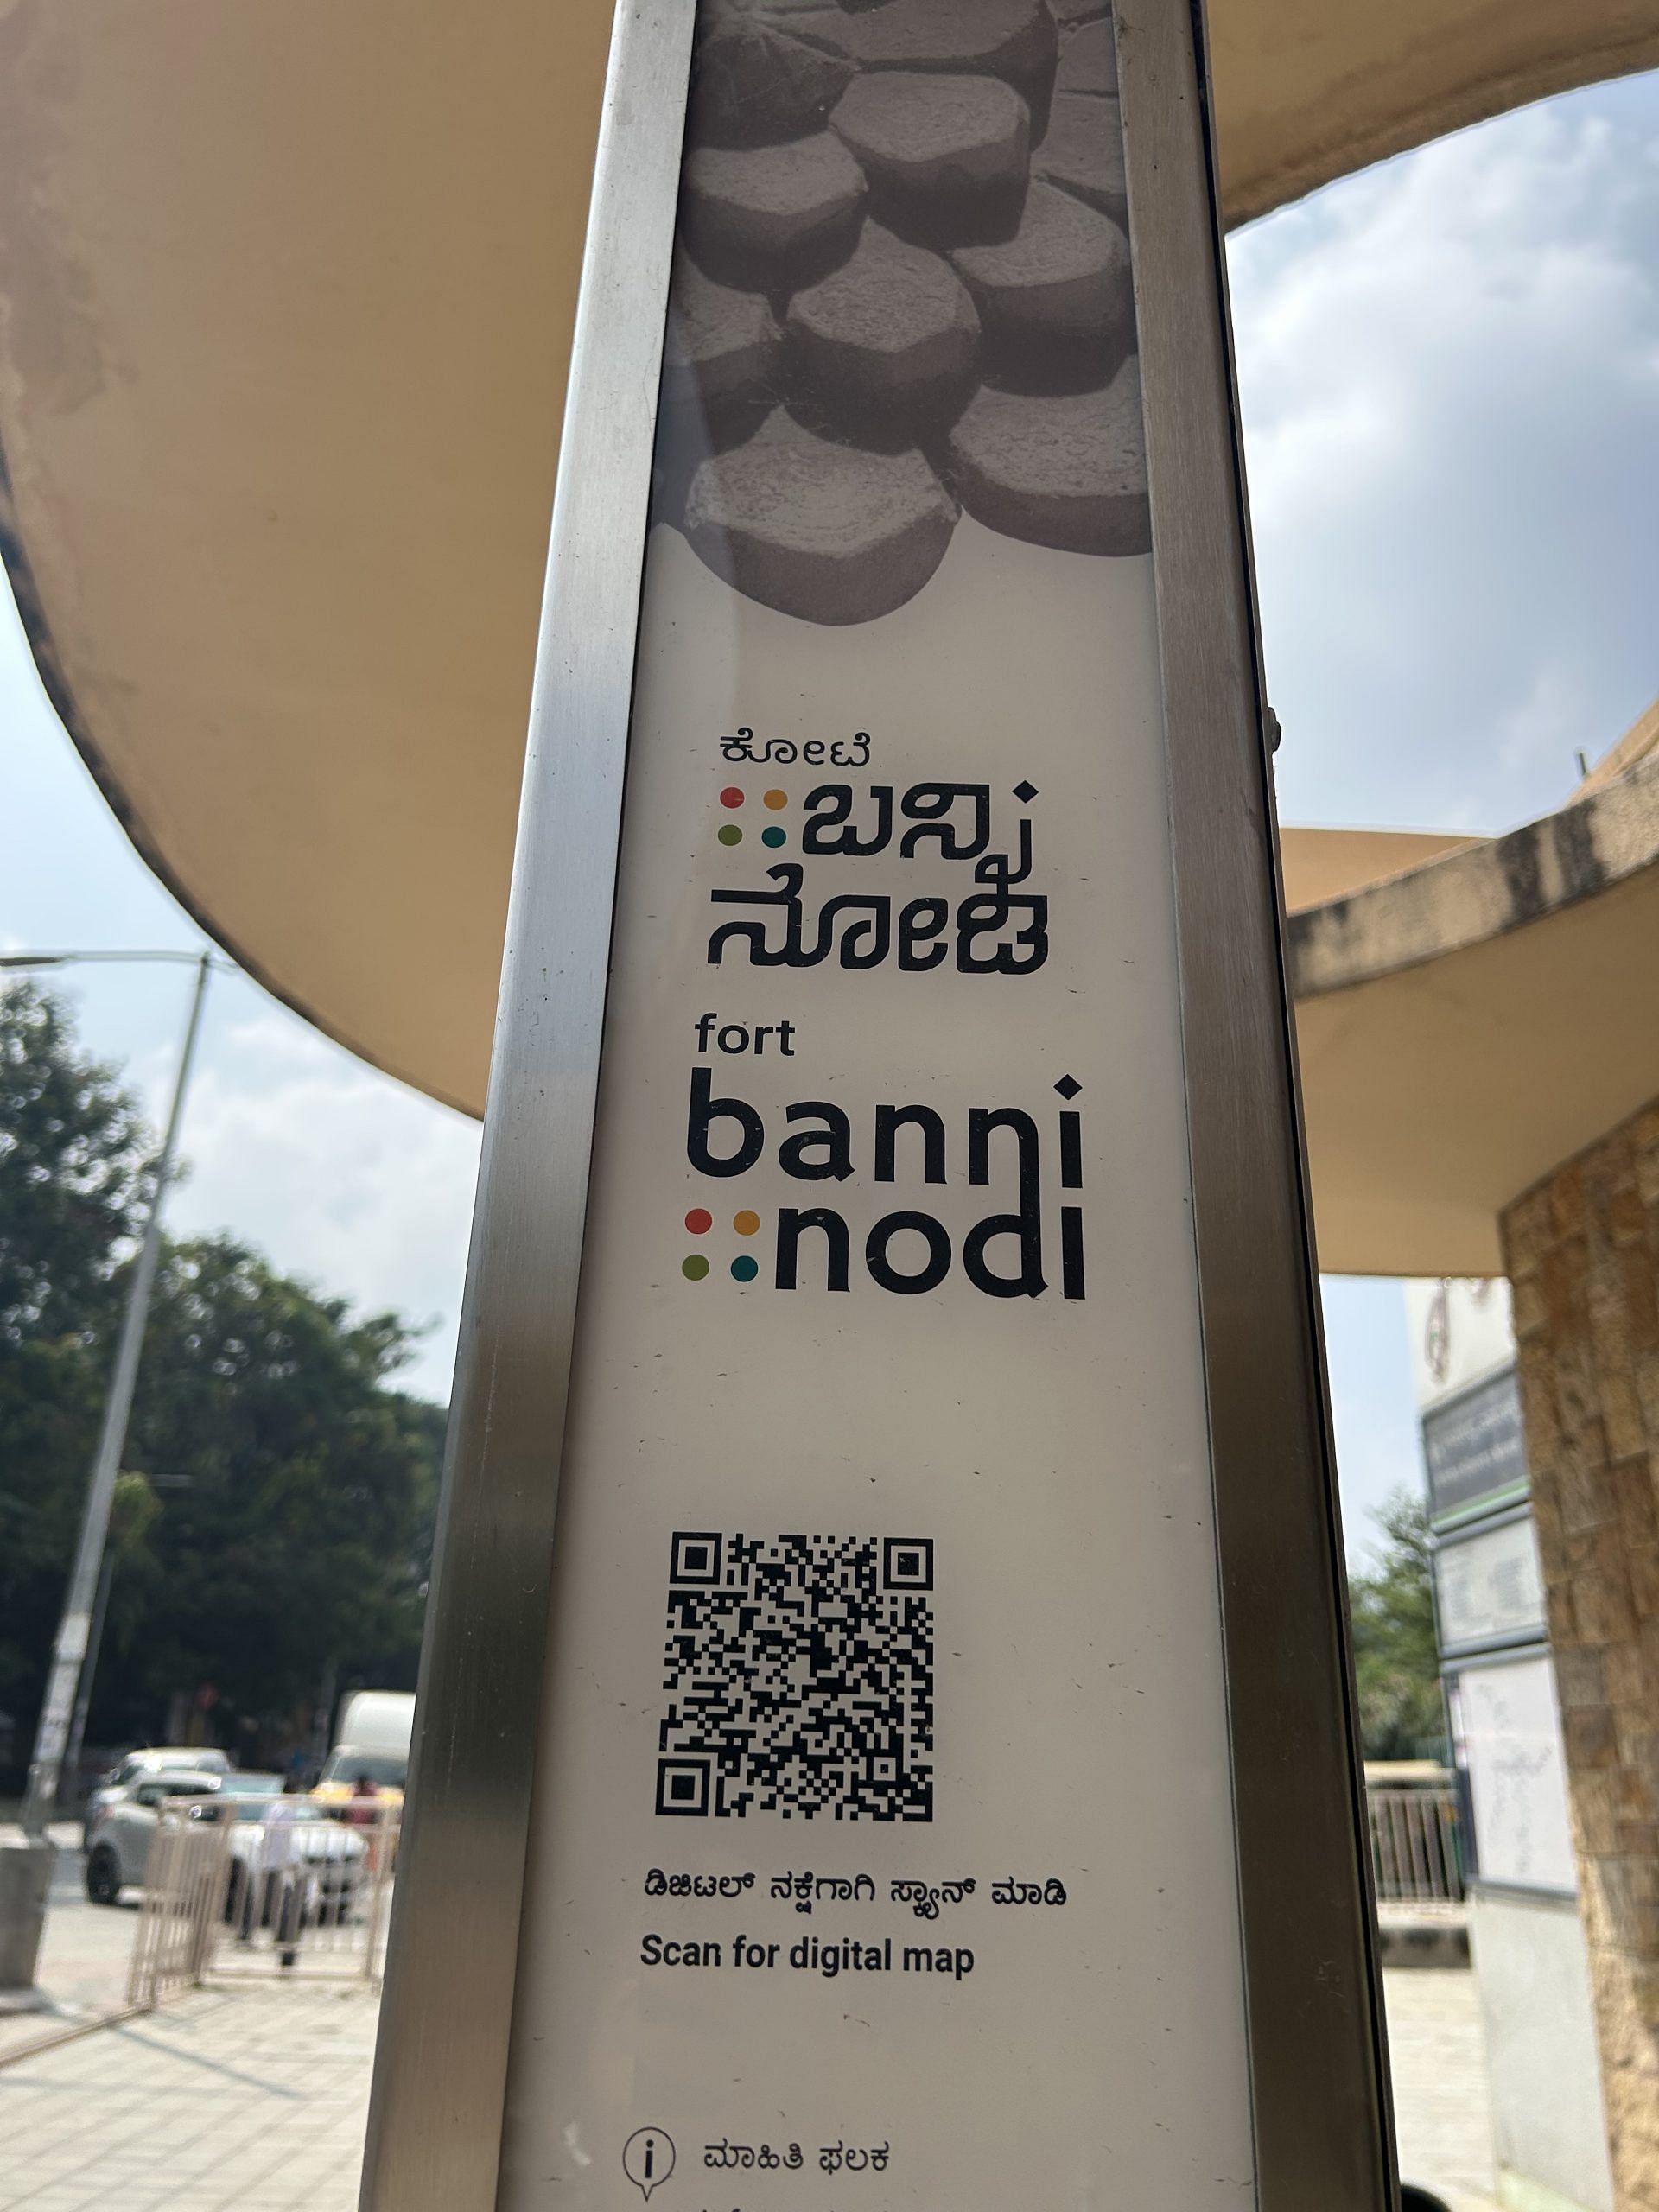 ಕೋಟೆ
ಬನ್ನಿ
ನೋಡಿ
fort
banni
nodi
ಡಿಜಿಟಲ್ ನಕ್ಷೆಗಾಗಿ ಸ್ಕ್ಯಾನ್ ಮಾಡಿ
Scan for digital map
i ಮಾಹಿತಿ ಫಲಕ